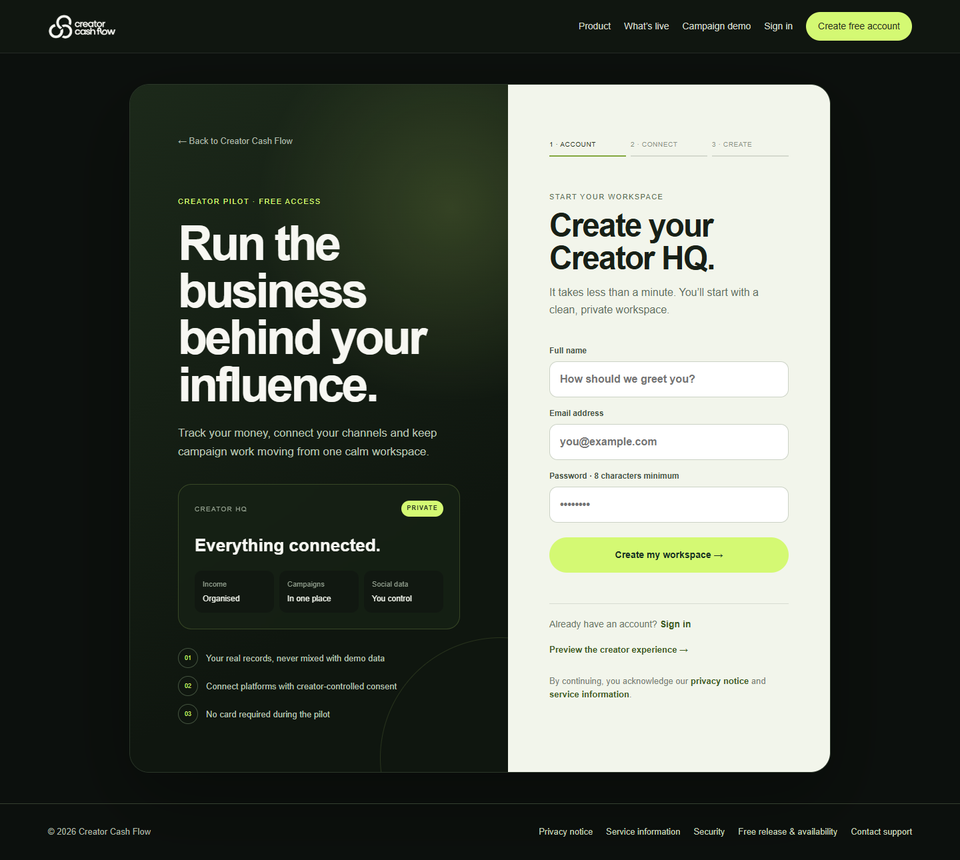 creator
cash flow
Product What's live Campaign demo Sign in Create free account
← Back to Creator Cash Flow
CREATOR PILOT · FREE ACCESS
Run the
business
behind your
influence.
Track your money, connect your channels and keep
campaign work moving from one calm workspace.
CREATOR HQ PRIVATE
Everything connected.
Income Campaigns Social data
Organised In one place You control
01 Your real records, never mixed with demo data
02 Connect platforms with creator-controlled consent
03 No card required during the pilot
1 · ACCOUNT 2 · CONNECT 3 · CREATE
START YOUR WORKSPACE
Create your
Creator HQ.
It takes less than a minute. You'll start with a
clean, private workspace.
Full name
How should we greet you?
Email address
you@example.com
Password · 8 characters minimum
••••••••
Create my workspace →
Already have an account? Sign in
Preview the creator experience →
By continuing, you acknowledge our privacy notice and
service information.
© 2026 Creator Cash Flow Privacy notice Service information Security Free release & availability Contact support